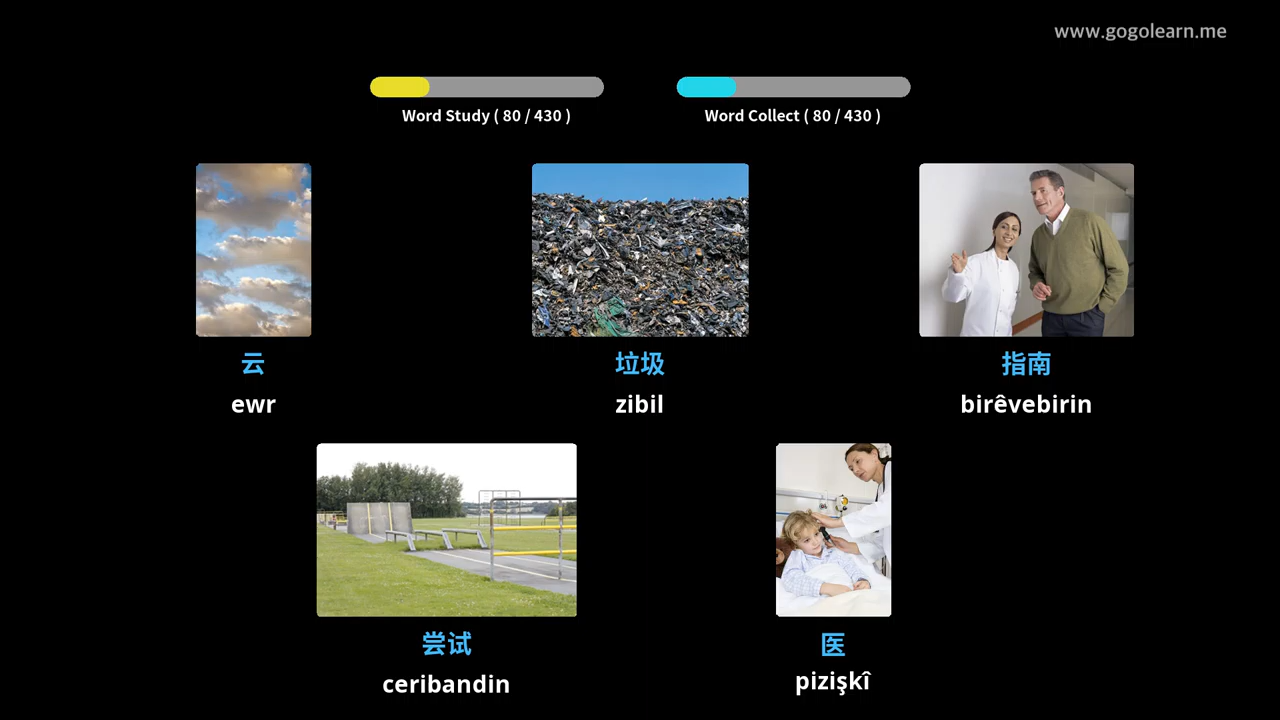 www.gogolearn.me
Word Study ( 80 / 430 )
Word Collect ( 80 / 430 )
云
垃圾
指南
ewr
zibil
birêvebirin
尝试
医
ceribandin
pizişkî